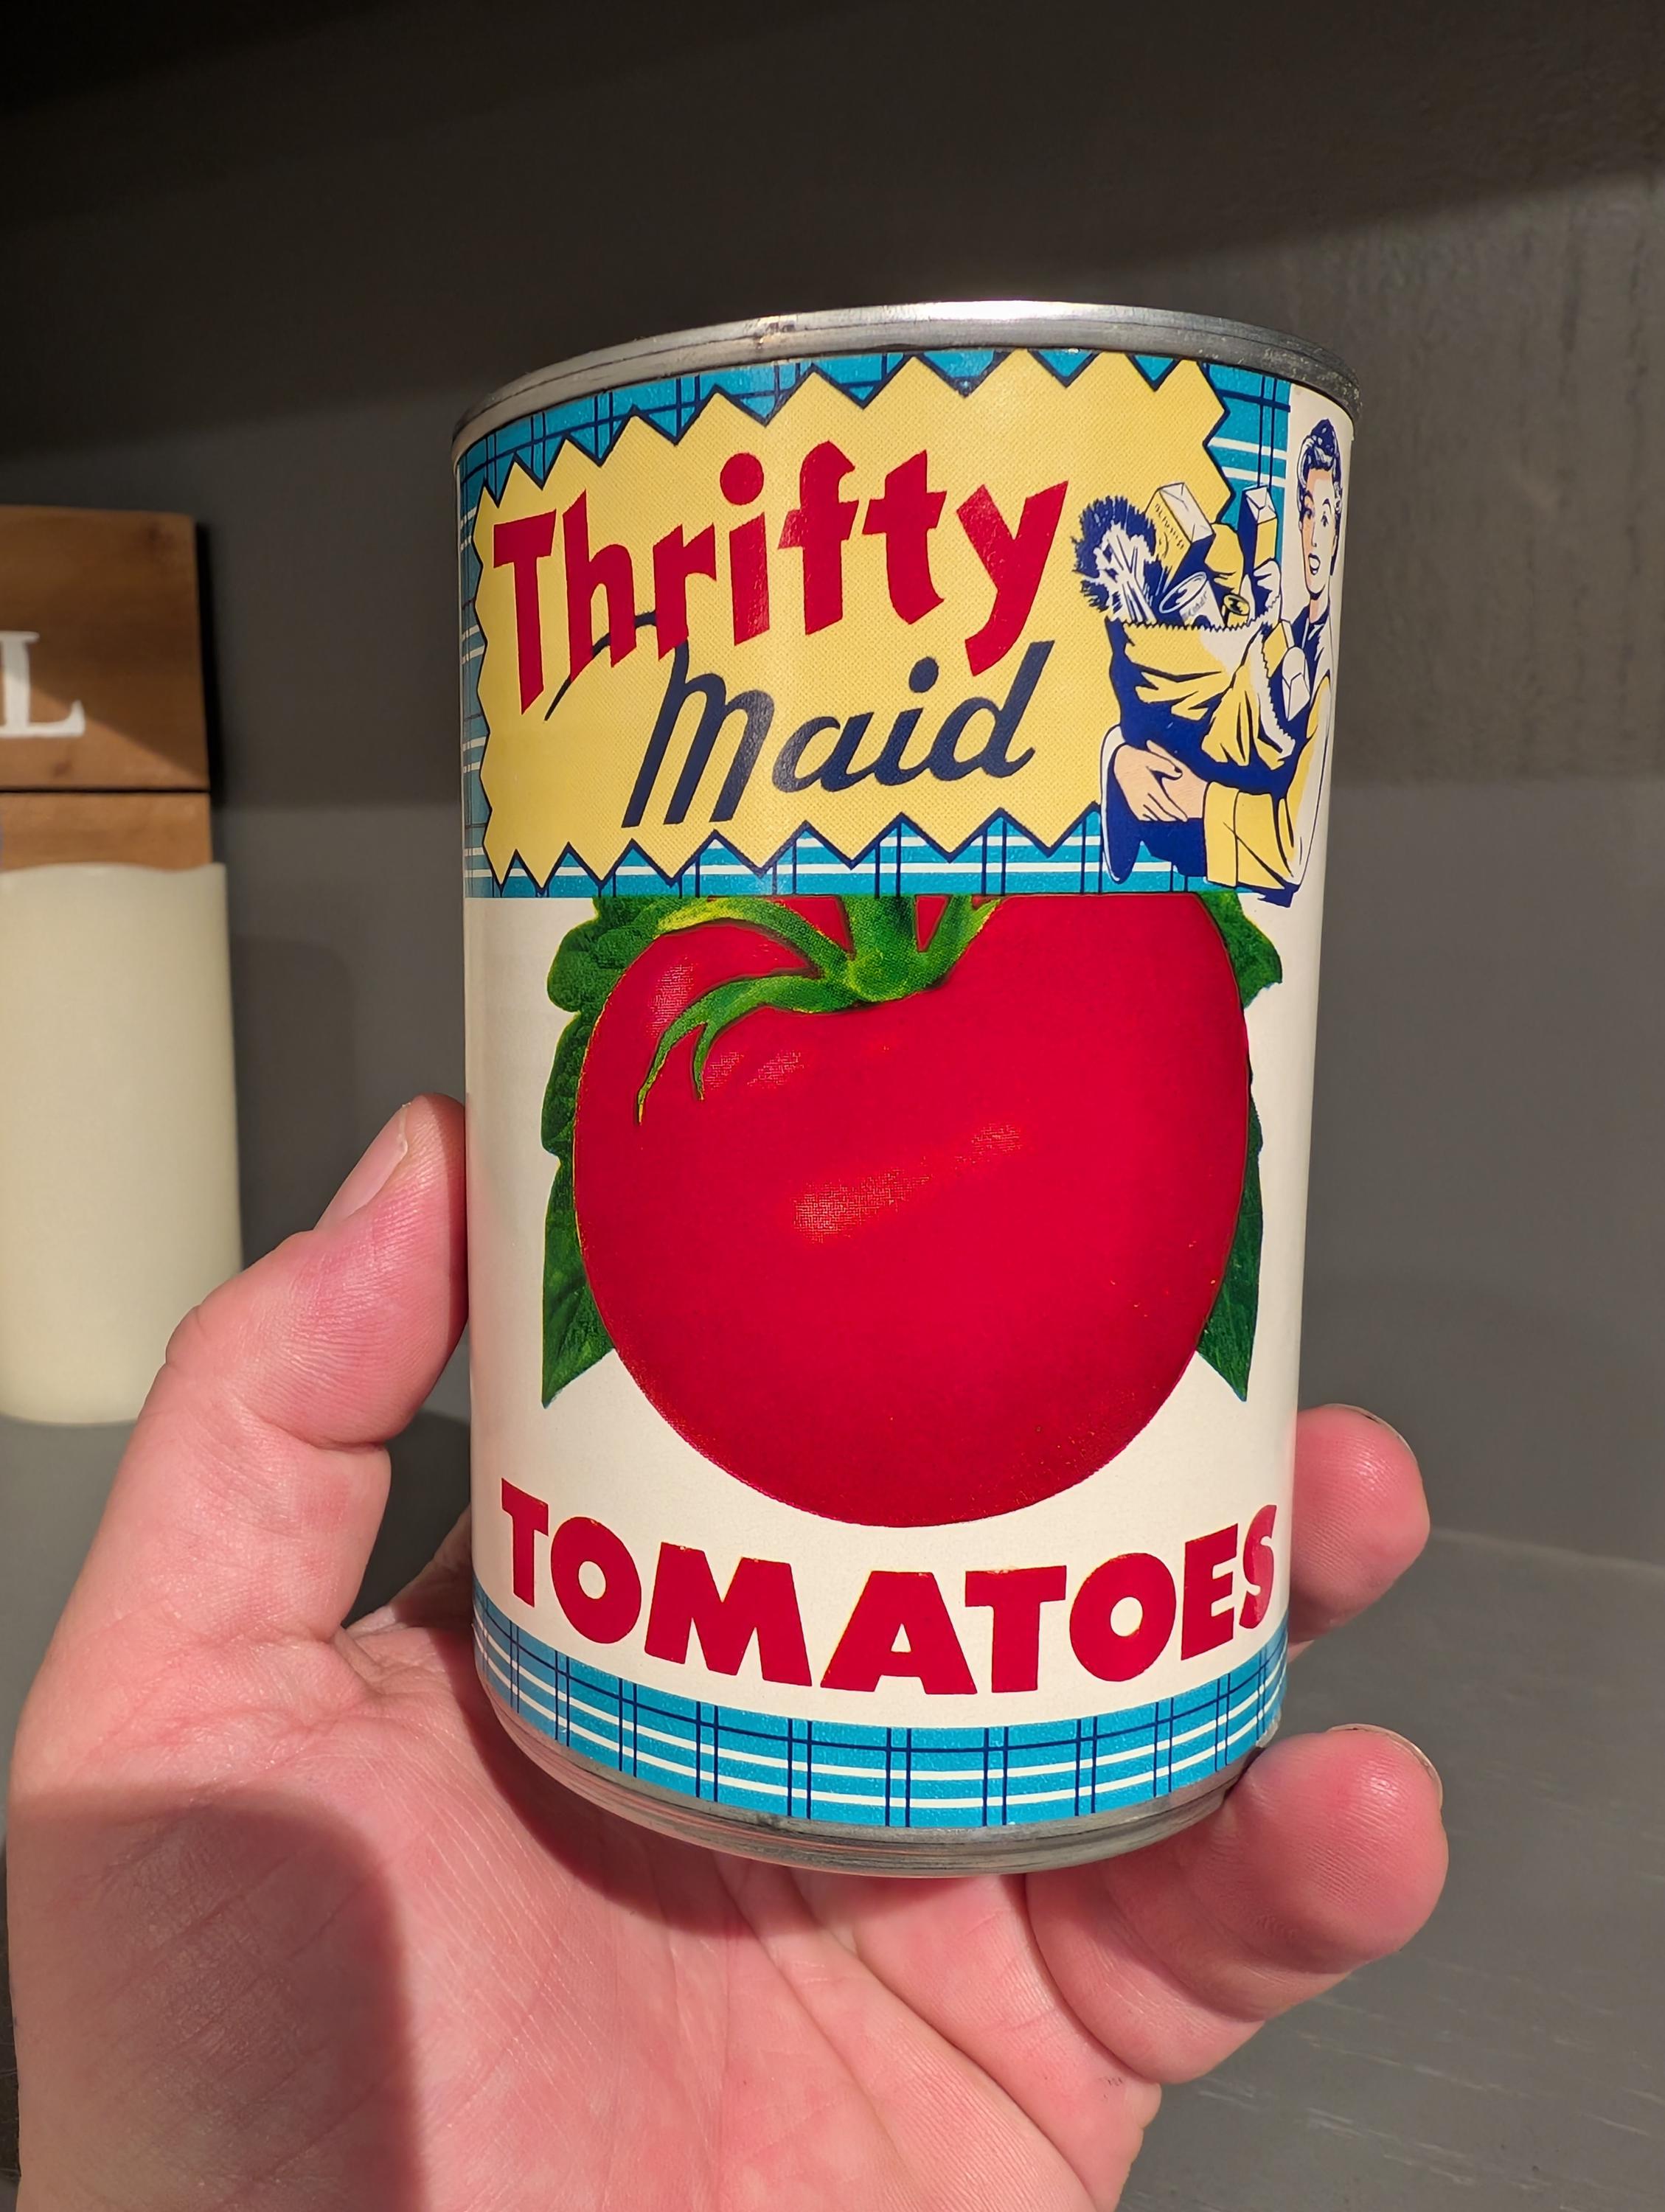 L
Thrifty
Maid
TOMATOES